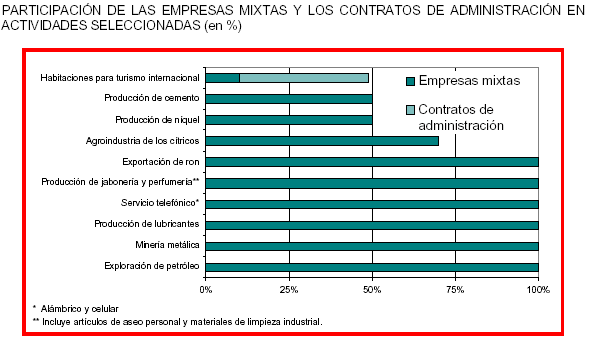 PARTICIPACIÓN DE LAS EMPRESAS MIXTAS Y LOS CONTRATOS DE ADMINISTRACIÓN EN
ACTIVIDADES SELECCIONADAS (en %)
Habitaciones para turismo internacional
Producción de cemento
Producción de níquel
Agroindustria de los cítricos
Exportación de ron
Producción de jabonería y perfumería**
Servicio telefónico*
Producción de lubricantes
Minería metálica
Exploración de petróleo
Empresas mixtas
Contratos de
administración
0% 25% 50% 75% 100%
* Alámbrico y celular
** Incluye artículos de aseo personal y materiales de limpieza industrial.